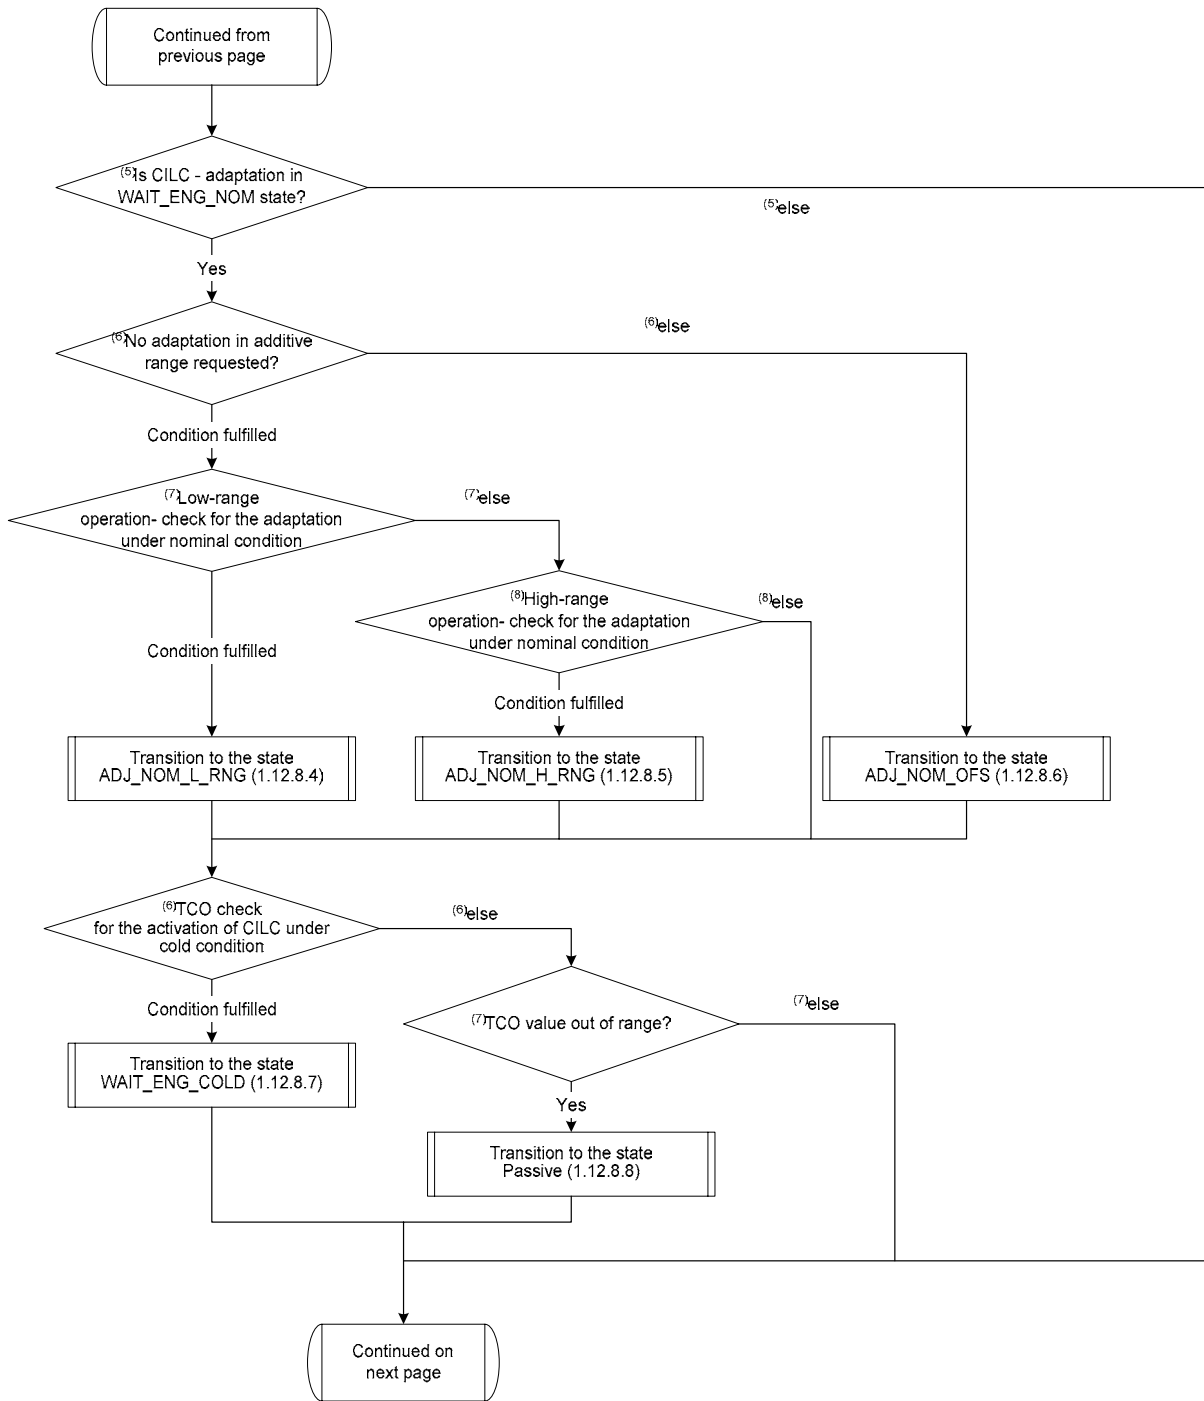 Continued from
previous page
(5)Is CILC - adaptation in
WAIT_ENG_NOM state?
(5)else
Yes
(6)No adaptation in additive
range requested?
(6)else
Condition fulfilled
(7)Low-range
operation- check for the adaptation
under nominal condition
(7)else
(8)High-range
operation- check for the adaptation
under nominal condition
(8)else
Condition fulfilled
Condition fulfilled
Transition to the state
ADJ_NOM_L_RNG (1.12.8.4)
Transition to the state
ADJ_NOM_H_RNG (1.12.8.5)
Transition to the state
ADJ_NOM_OFS (1.12.8.6)
(6)TCO check
for the activation of CILC under
cold condition
(6)else
Condition fulfilled
(7)TCO value out of range?
(7)else
Transition to the state
WAIT_ENG_COLD (1.12.8.7)
Yes
Transition to the state
Passive (1.12.8.8)
Continued on
next page